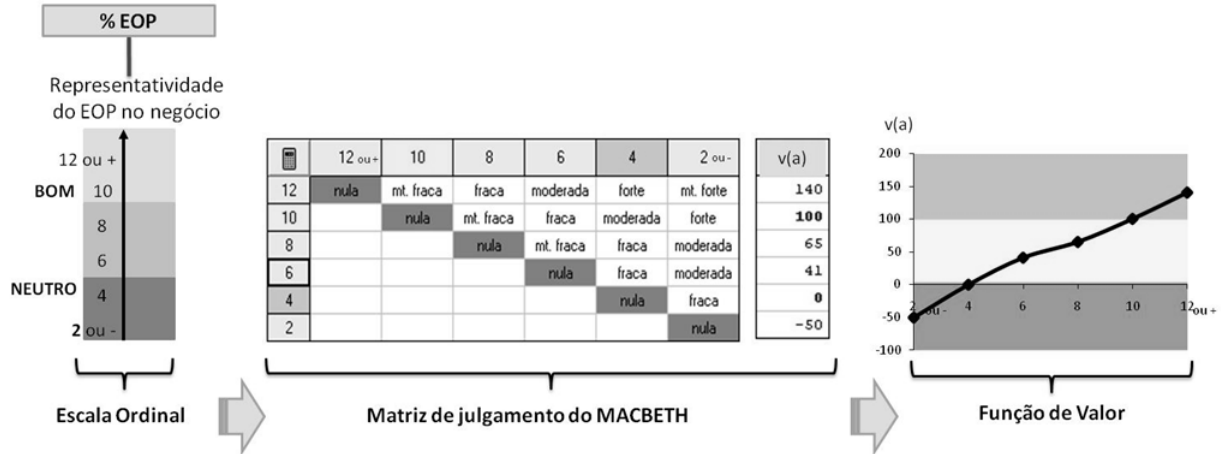 % EOP
Representatividade
do EOP no negócio
12 ou +
BOM 10
8
6
NEUTRO 4
2 ou -
Escala Ordinal
12 ou + 10 8 6 4 2 ou - v(a)
12 nula mt. fraca fraca moderada forte mt. forte 140
10 nula mt. fraca fraca moderada forte 100
8 nula mt. fraca fraca moderada 65
6 nula fraca moderada 41
4 nula fraca 0
2 nula -50
Matriz de julgamento do MACBETH
v(a)
200
150
100
50
0
2 ou - 4 6 8 10 12 ou +
-50
-100
Função de Valor